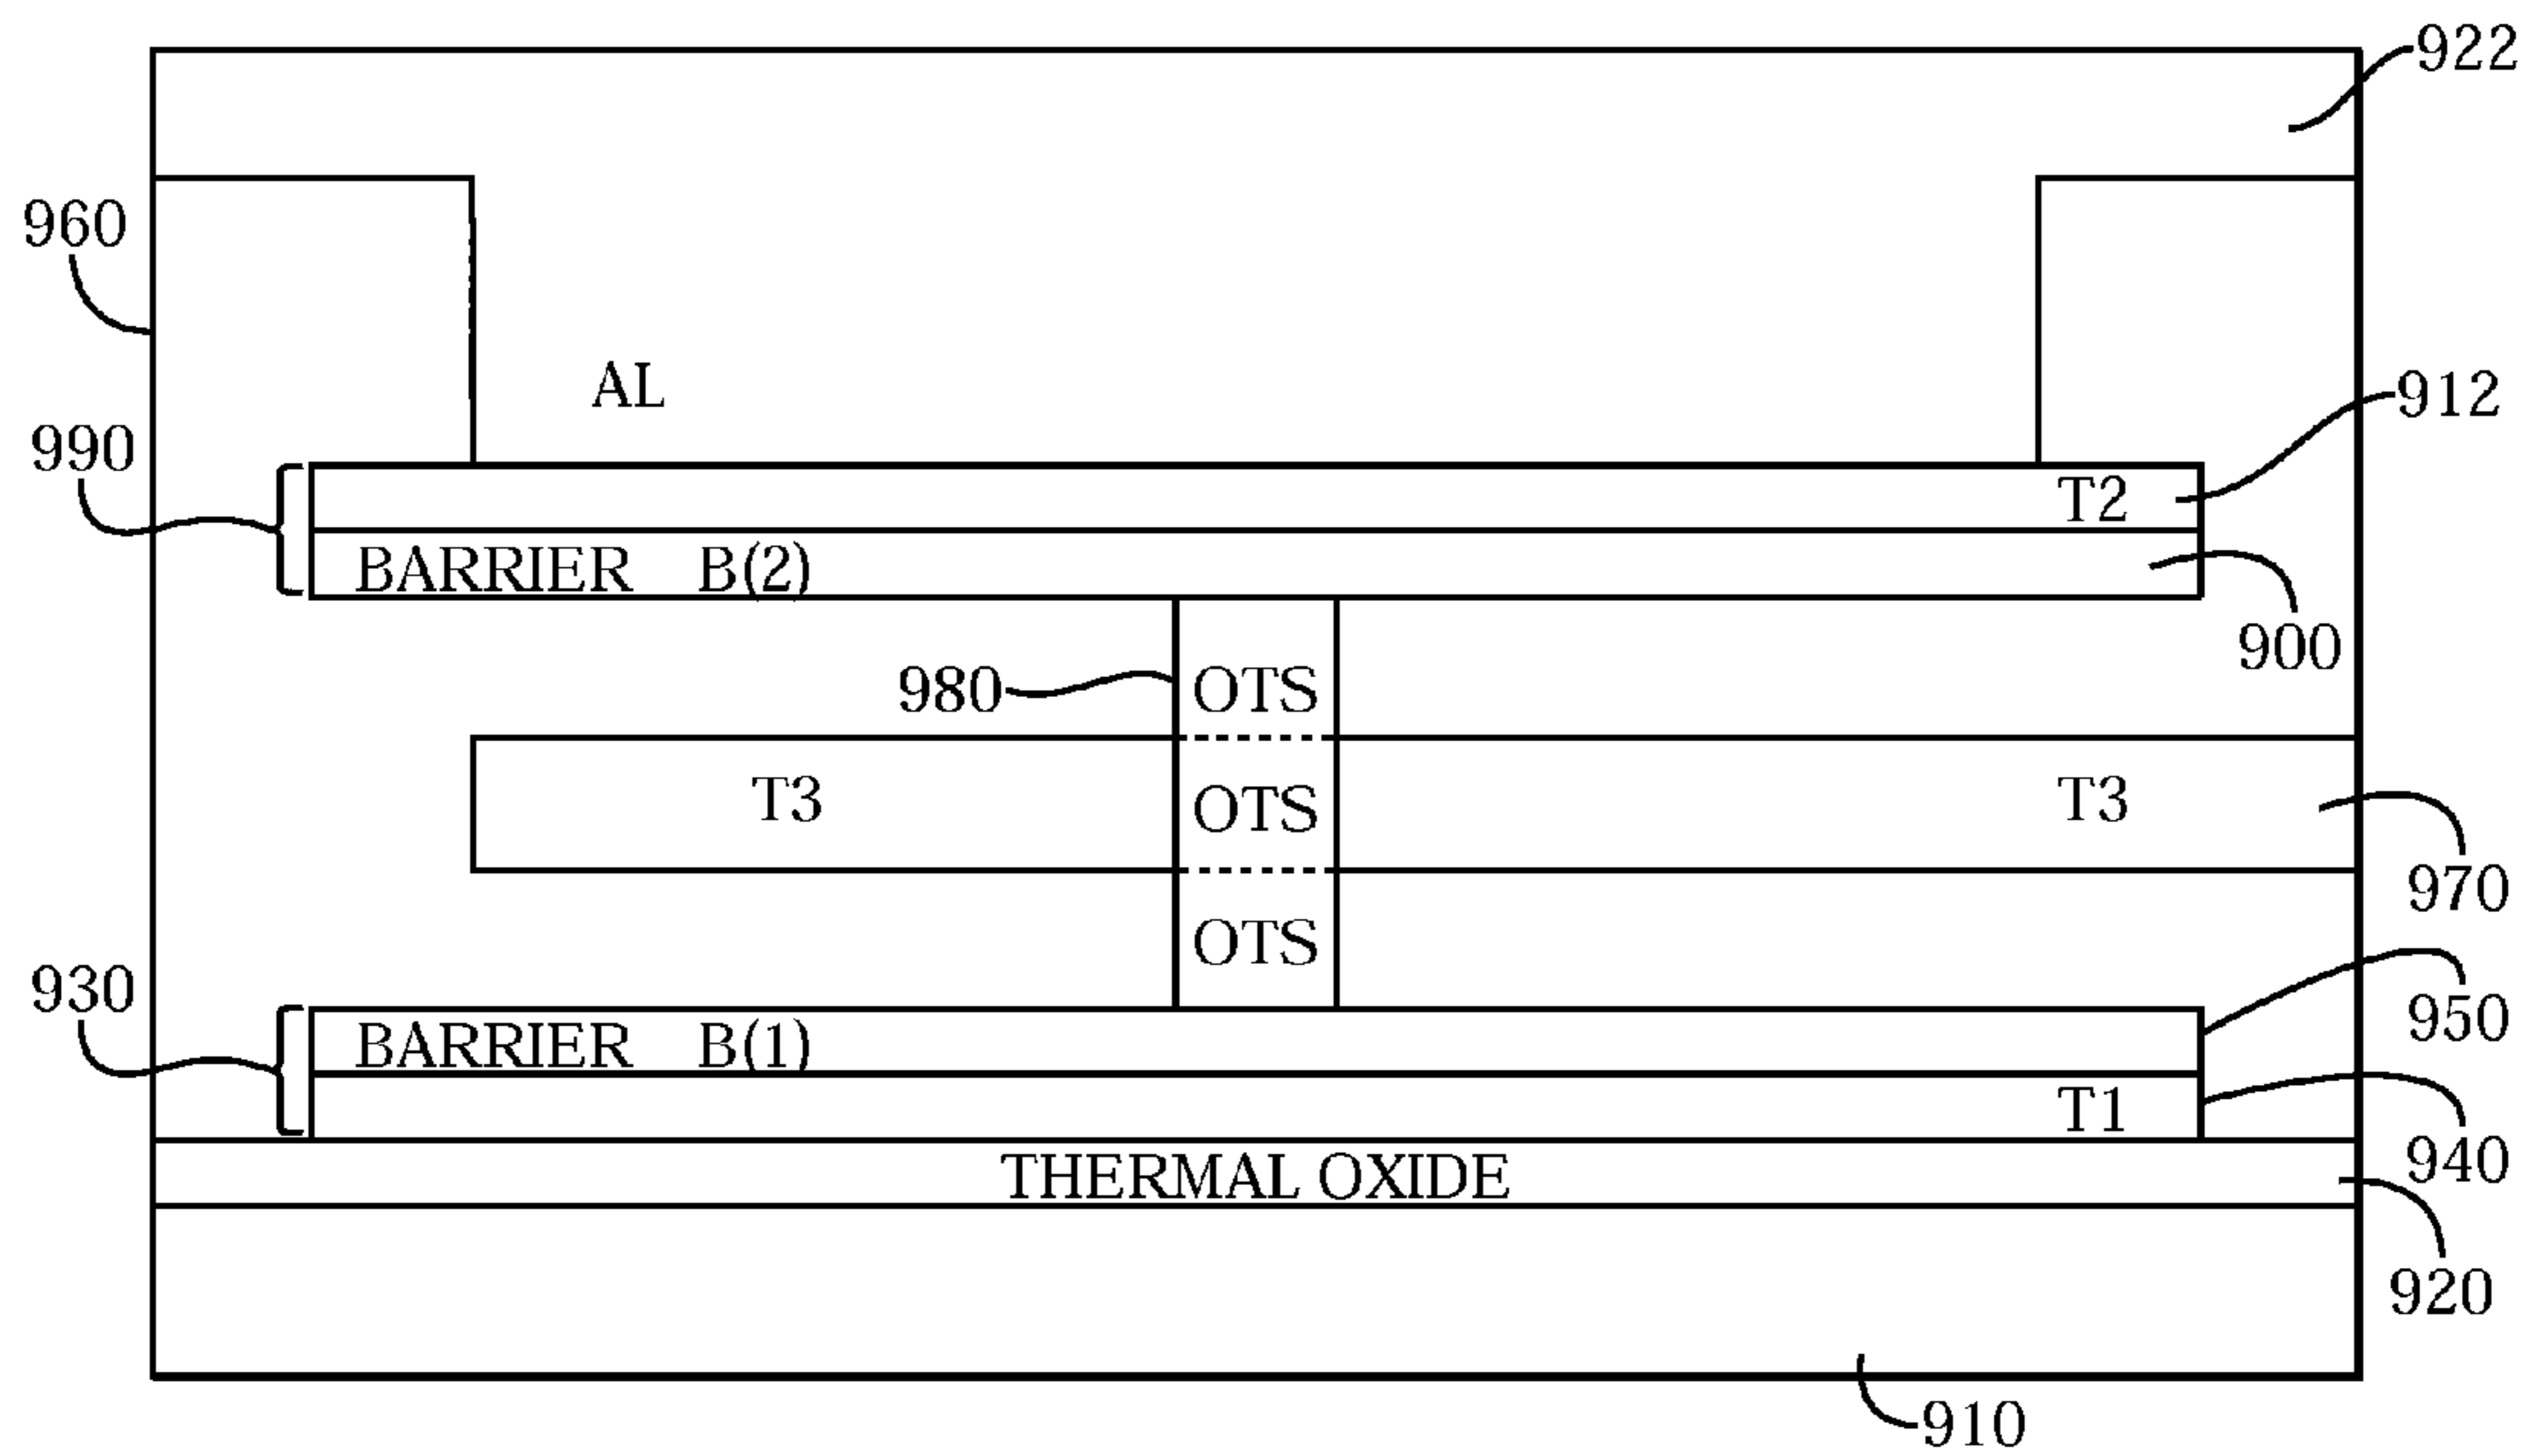 922
960
AL
912
990
T2
BARRIER B(2)
900
980
OTS
T3
OTS
T3
970
OTS
930
950
BARRIER B(1)
T1
940
THERMAL OXIDE
920
910